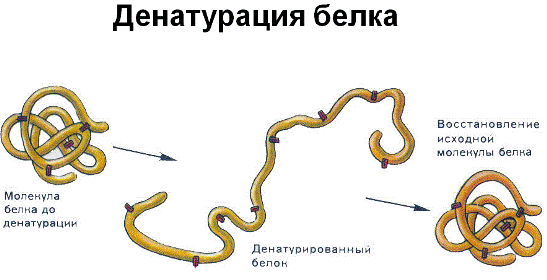 Денатурация белка
Молекула
белка до
денатурации
Денатурированный
белок
Восстановление
исходной
молекулы белка